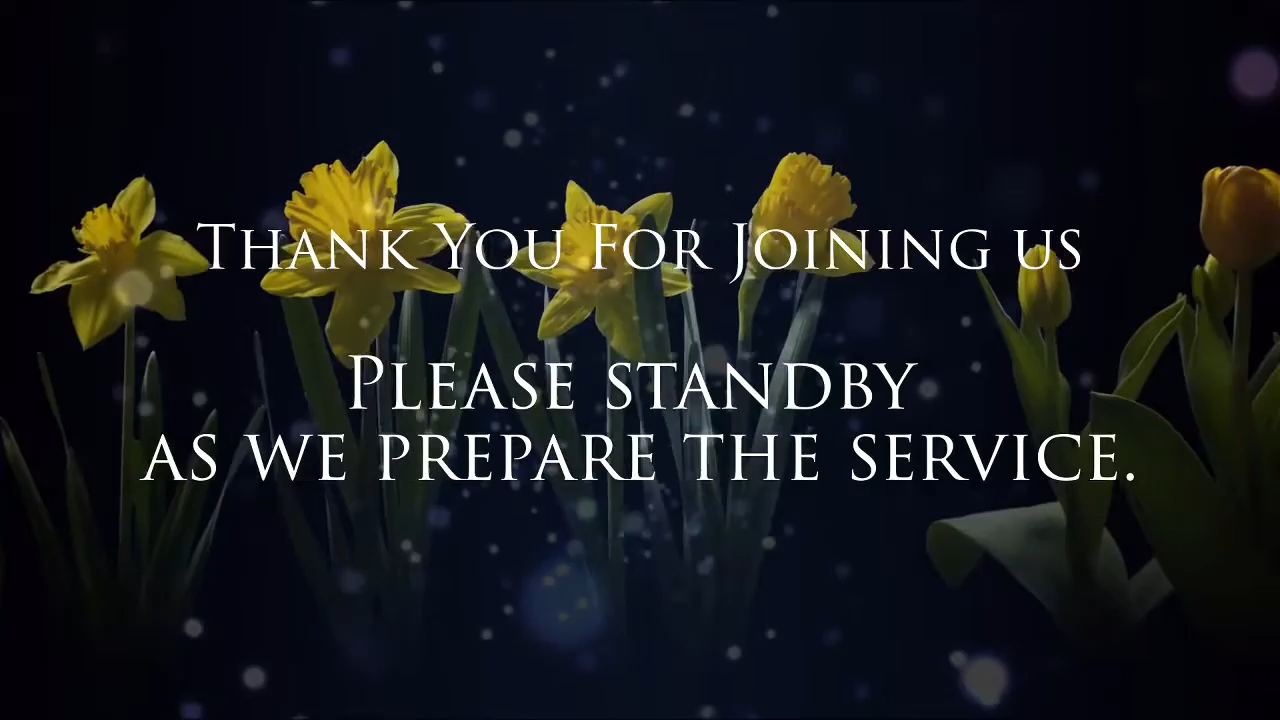 Thank You For Joining us
Please standby
as we prepare the service.